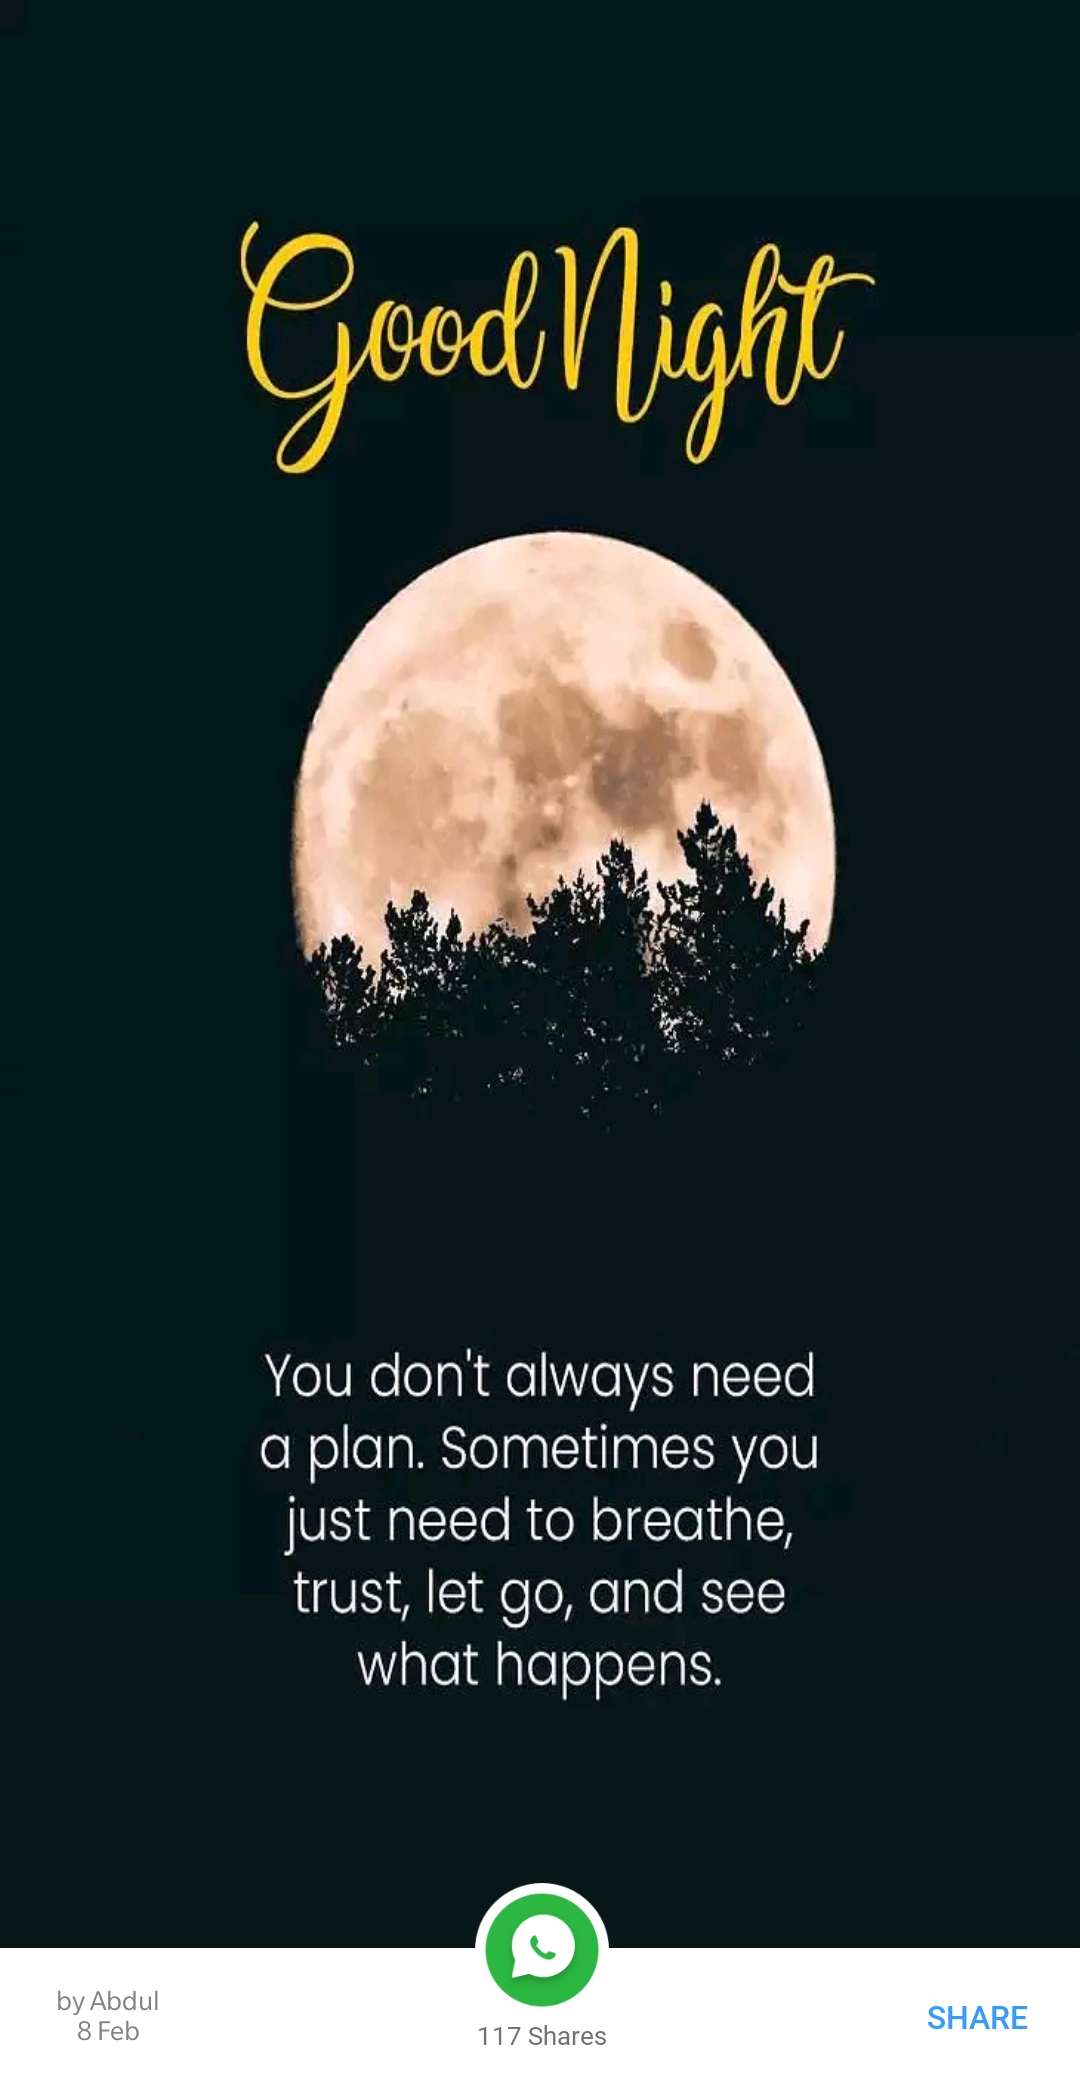 Good Night
You don't always need
a plan. Sometimes you
just need to breathe,
trust, let go, and see
what happens.
by Abdul
8 Feb
117 Shares
SHARE